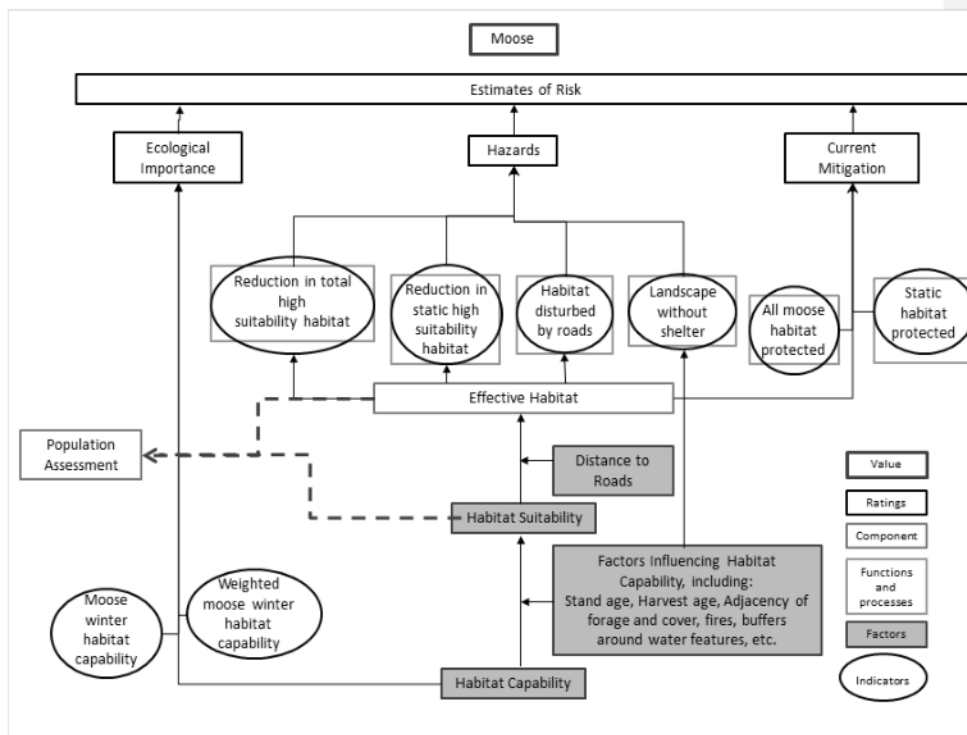 Moose
Estimates of Risk
Ecological
Importance
Hazards
Current
Mitigation
Reduction in total
high
suitability habitat
Reduction in
static high
suitability
habitat
Habitat
disturbed
by roads
Landscape
without
shelter
All moose
habitat
protected
Static
habitat
protected
Effective Habitat
Population
Assessment
Distance to
Roads
Habitat Suitability
Factors Influencing Habitat
Capability, including:
Stand age, Harvest age, Adjacency of
forage and cover, fires, buffers
around water features, etc.
Moose
winter
habitat
capability
Weighted
moose winter
habitat
capability
Habitat Capability
Value
Ratings
Component
Functions
and
processes
Factors
Indicators